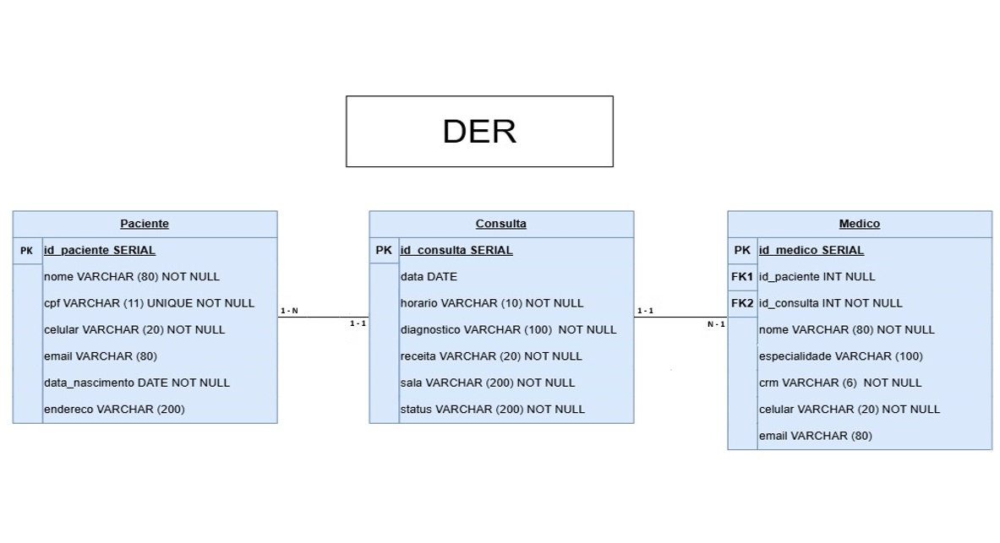 DER
Paciente
PK id_paciente SERIAL
nome VARCHAR (80) NOT NULL
cpf VARCHAR (11) UNIQUE NOT NULL
celular VARCHAR (20) NOT NULL
email VARCHAR (80)
data_nascimento DATE NOT NULL
endereco VARCHAR (200)
1 - N
1 - 1
Consulta
PK id_consulta SERIAL
data DATE
horario VARCHAR (10) NOT NULL
diagnostico VARCHAR (100) NOT NULL
receita VARCHAR (20) NOT NULL
sala VARCHAR (200) NOT NULL
status VARCHAR (200) NOT NULL
1 - 1
N - 1
Medico
PK id_medico SERIAL
FK1 id_paciente INT NULL
FK2 id_consulta INT NOT NULL
nome VARCHAR (80) NOT NULL
especialidade VARCHAR (100)
crm VARCHAR (6) NOT NULL
celular VARCHAR (20) NOT NULL
email VARCHAR (80)